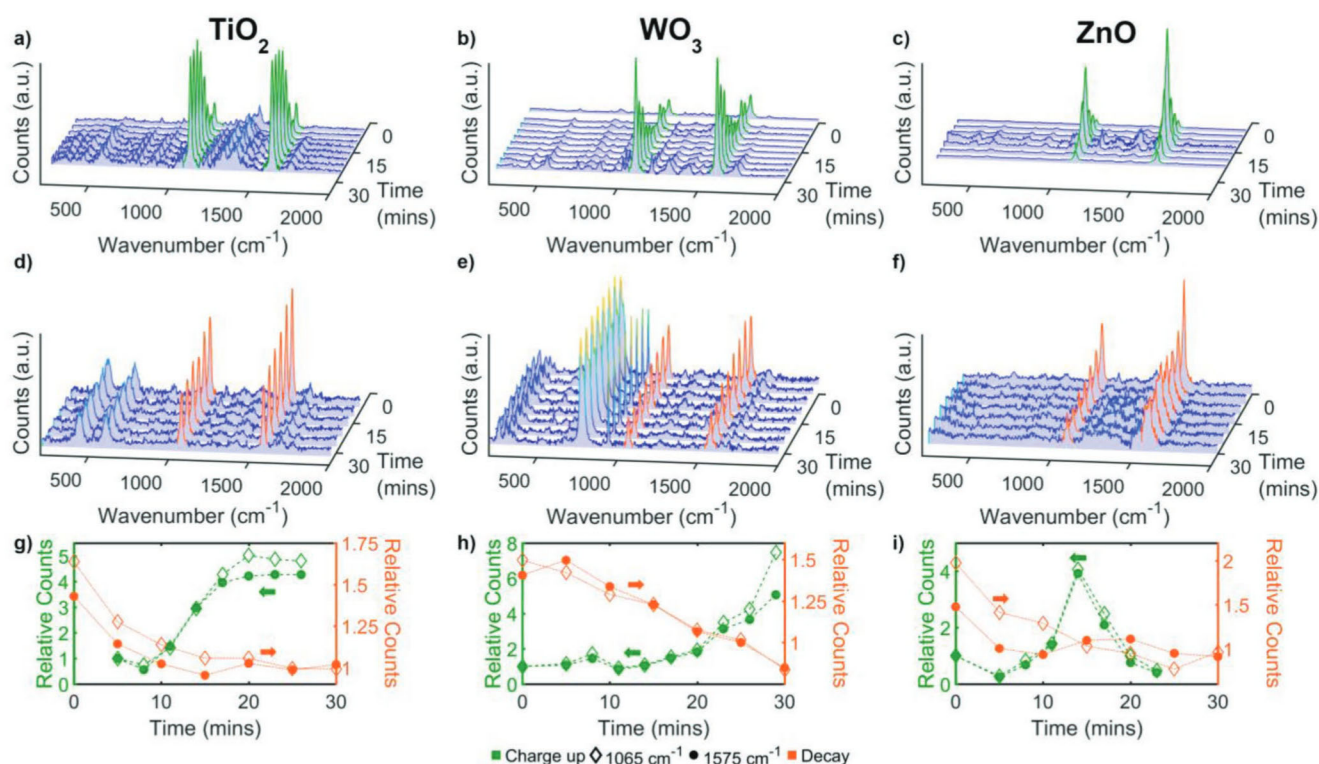 TiO2
WO3
ZnO
a)
b)
c)
Counts (a.u.)
Counts (a.u.)
Counts (a.u.)
0
15
30
Time
(mins)
0
15
30
Time
(mins)
0
15
30
Time
(mins)
500 1000 1500 2000
500 1000 1500 2000
500 1000 1500 2000
Wavenumber (cm-1)
Wavenumber (cm-1)
Wavenumber (cm-1)
d)
e)
f)
Counts (a.u.)
Counts (a.u.)
Counts (a.u.)
0
15
30
Time
(mins)
0
15
30
Time
(mins)
0
15
30
Time
(mins)
500 1000 1500 2000
500 1000 1500 2000
500 1000 1500 2000
Wavenumber (cm-1)
Wavenumber (cm-1)
Wavenumber (cm-1)
g)
Relative Counts
5
4
3
2
1
0
1.75
1.5
1.25
1
Relative Counts
0 10 20 30
Time (mins)
h)
Relative Counts
8
6
4
2
0
1.5
1.25
1
Relative Counts
0 10 20 30
Time (mins)
i)
Relative Counts
4
2
0
2
1.5
1
Relative Counts
0 10 20 30
Time (mins)
Charge up 1065 cm-1 1575 cm-1 Decay